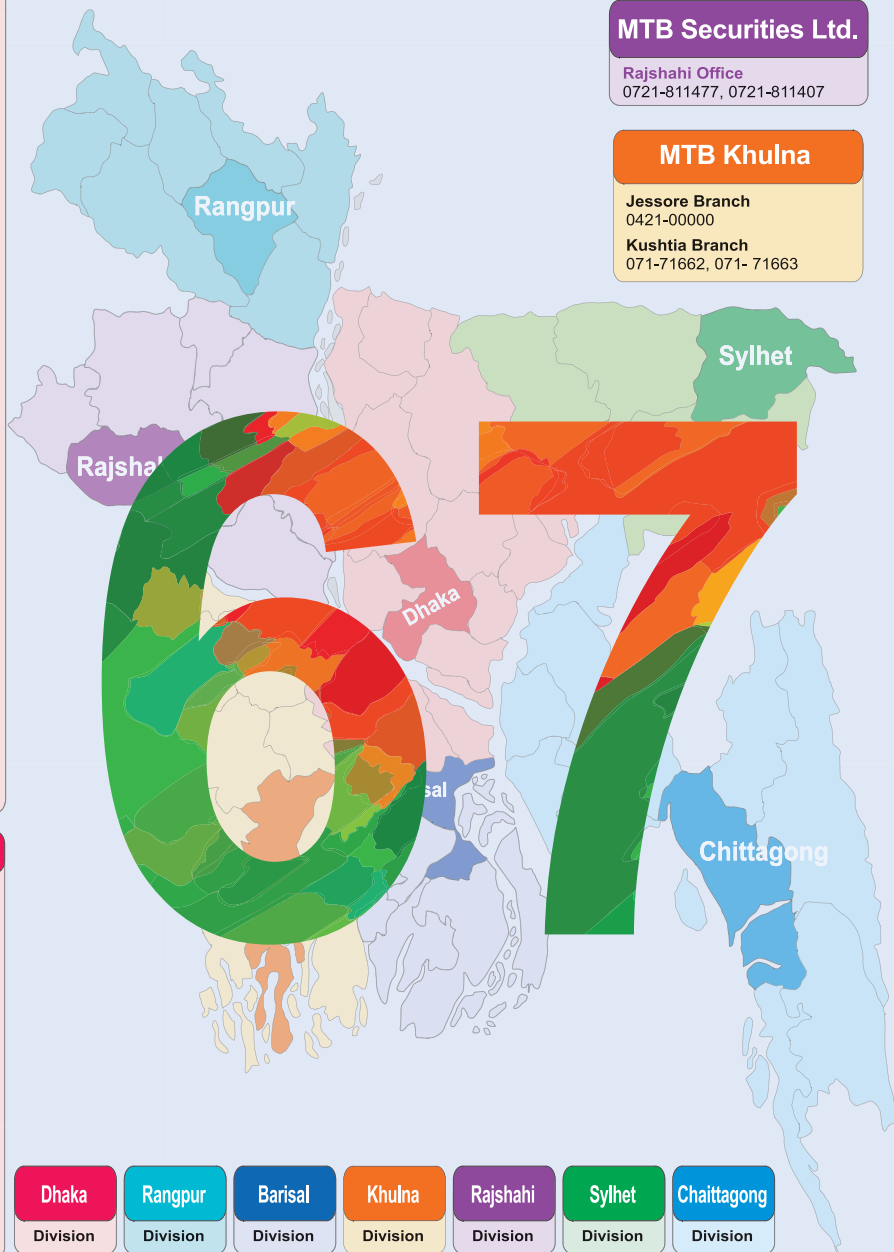 MTB Securities Ltd.
Rajshahi Office
0721-811477, 0721-811407
MTB Khulna
Jessore Branch
0421-00000
Kushtia Branch
071-71662, 071- 71663
Rangpur
Sylhet
Rajsha
67
Dhaka
sal
Chittagong
Dhaka Rangpur Barisal Khulna Rajshahi Sylhet Chaittagong
Division Division Division Division Division Division Division